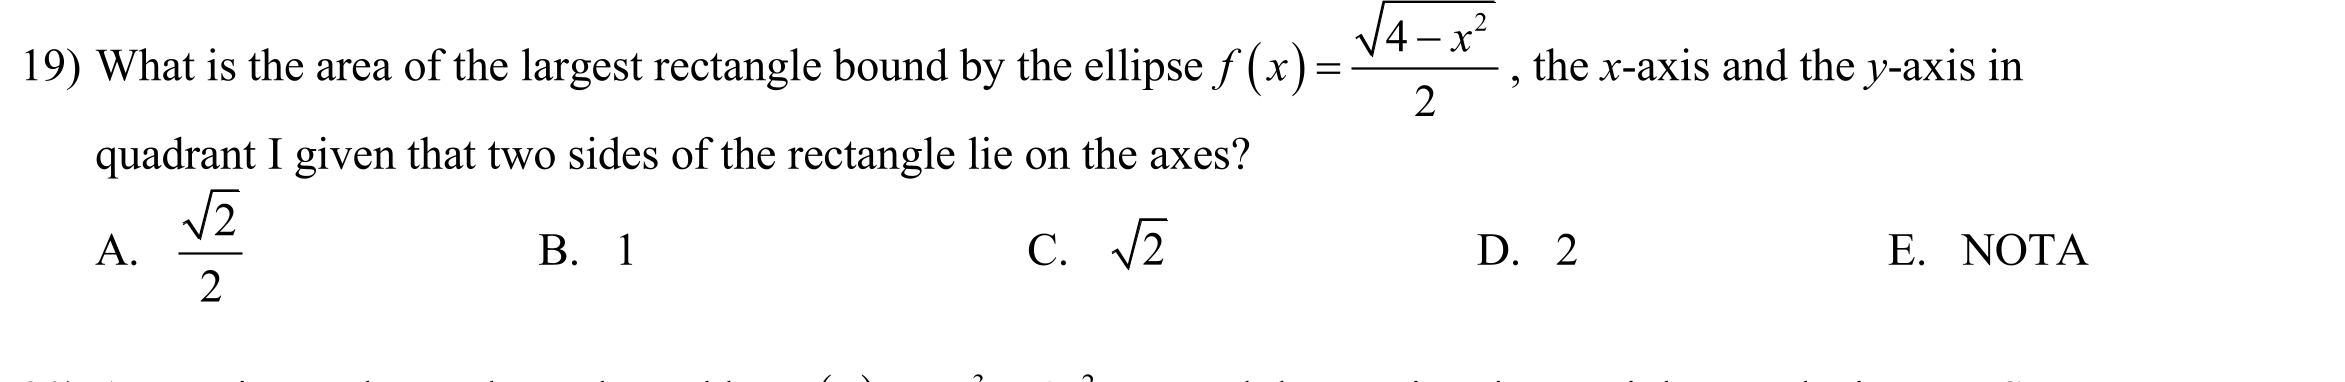 19) What is the area of the largest rectangle bound by the ellipse f(x) = √(4 − x²) / 2, the x-axis and the y-axis in
quadrant I given that two sides of the rectangle lie on the axes?
A. √2 / 2 B. 1 C. √2 D. 2 E. NOTA